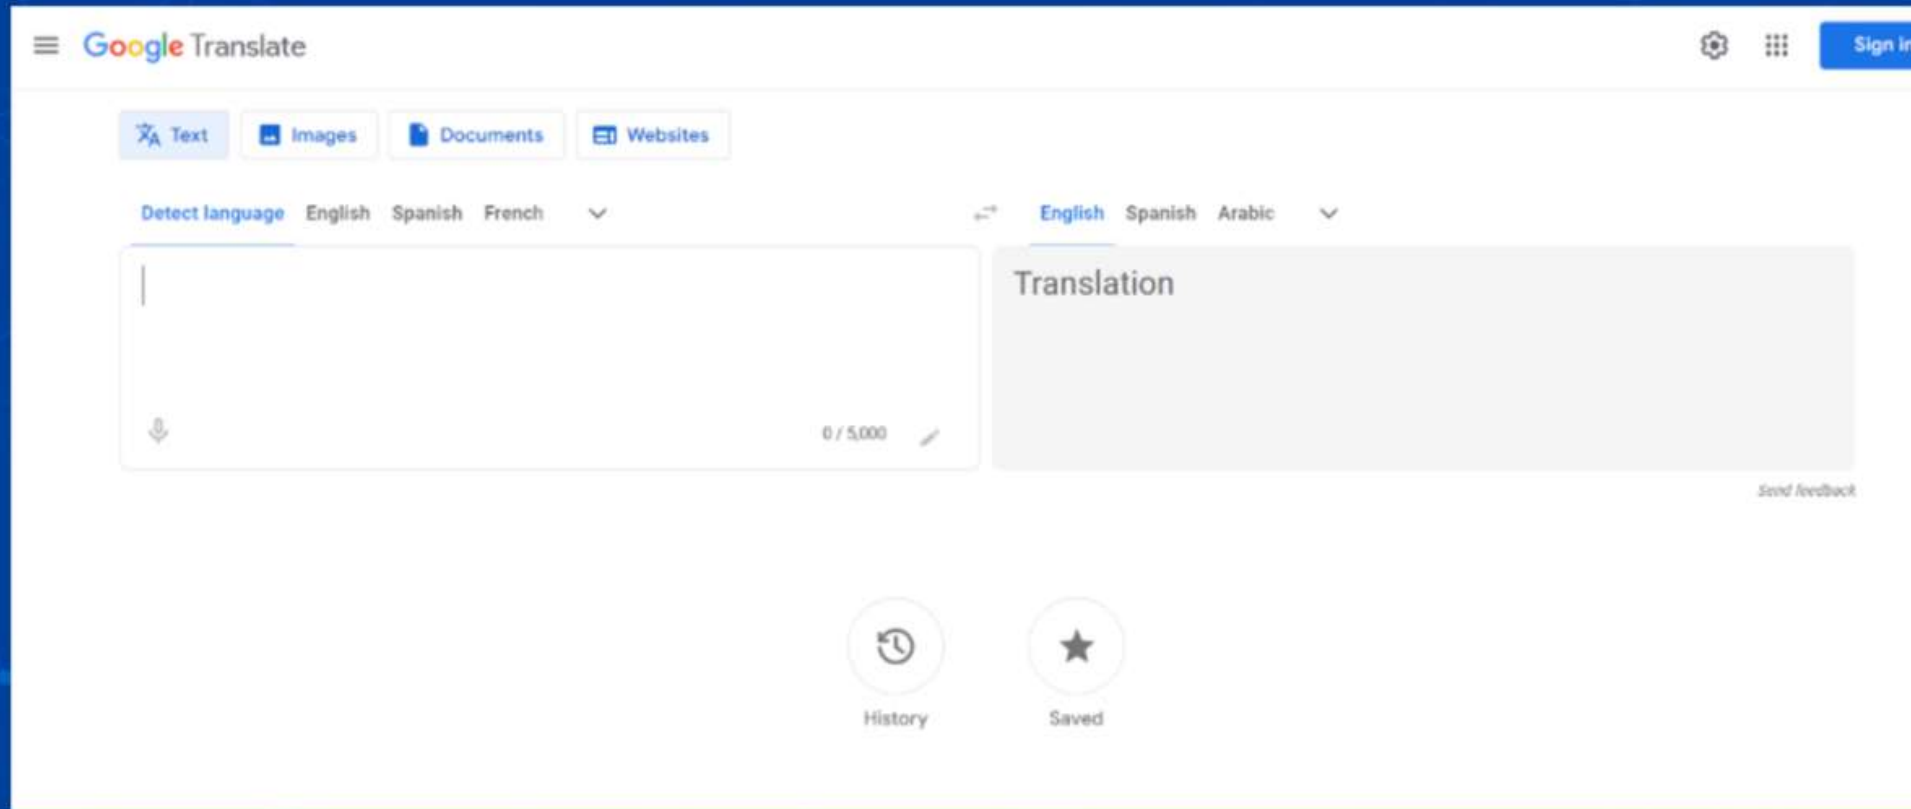 Google Translate
Sign in
Text Images Documents Websites
Detect language English Spanish French
English Spanish Arabic
Translation
0 / 5,000
Send feedback
History Saved